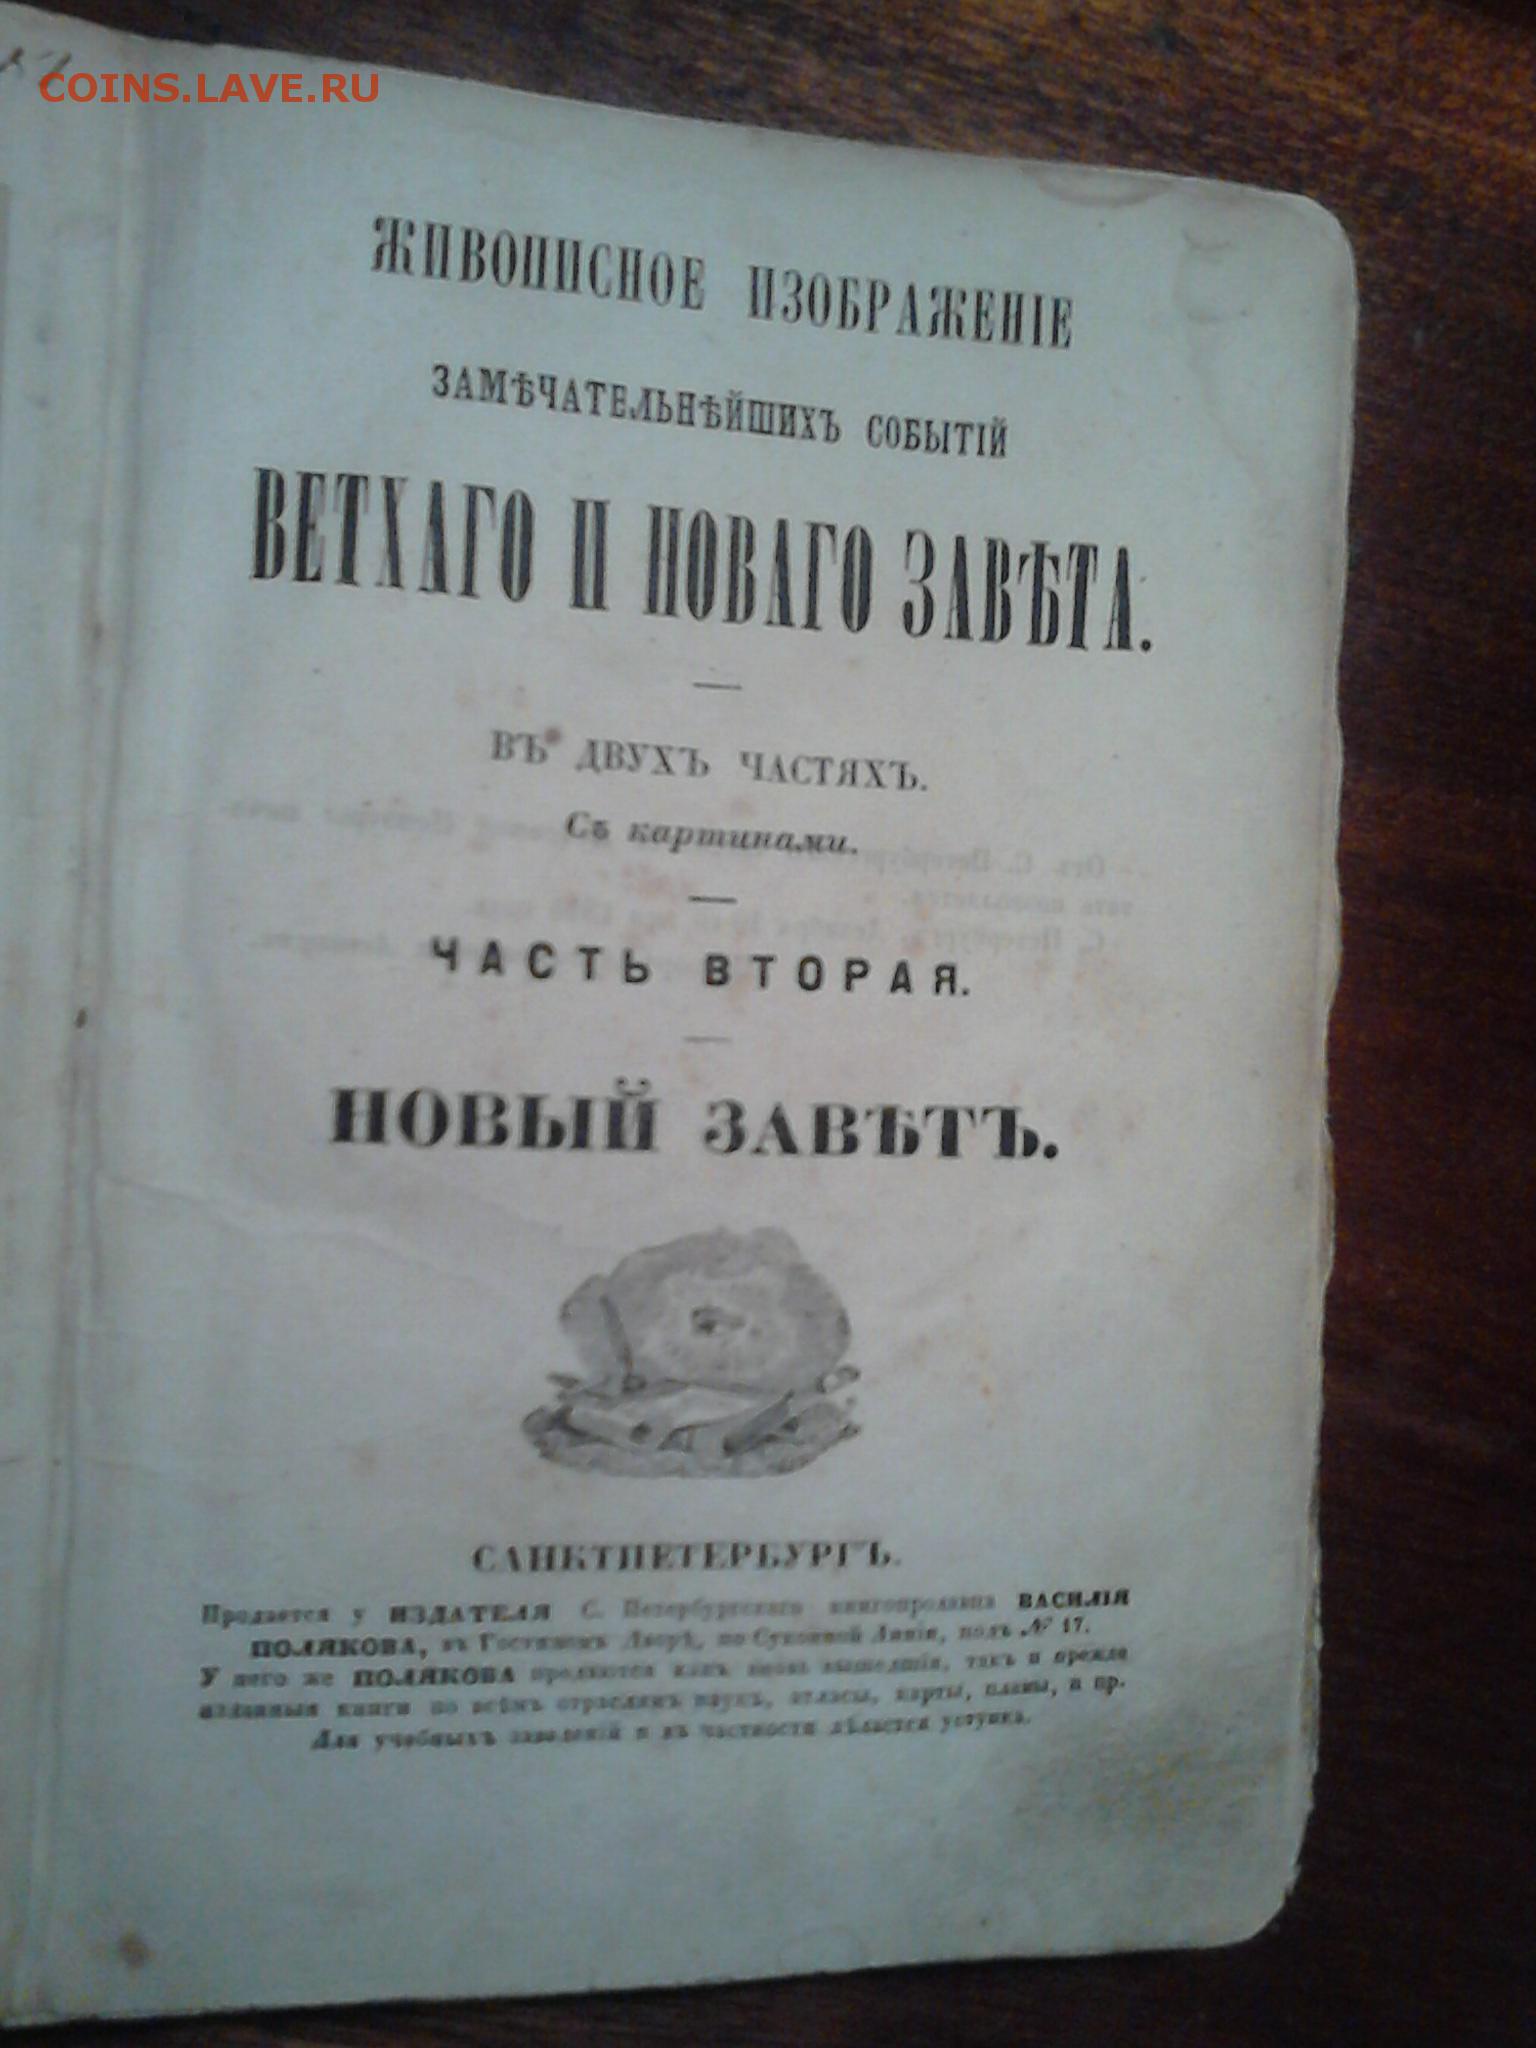 COINS.LAVE.RU
ЖИВОПИСНОЕ ИЗОБРАЖЕНІЕ
ЗАМѢЧАТЕЛЬНѢЙШИХЪ СОБЫТІЙ
ВЕТХАГО И НОВАГО ЗАВѢТА.
ВЪ ДВУХЪ ЧАСТЯХЪ.
Съ картинами.
ЧАСТЬ ВТОРАЯ.
НОВЫЙ ЗАВѢТЪ.
САНКТПЕТЕРБУРГЪ.
Продается у ИЗДАТЕЛЯ С. Петербургскаго книгопродавца ВАСИЛІЯ
ПОЛЯКОВА, въ Гостиномъ Дворѣ, по Суконной Линіи, подъ № 17.
У него же ПОЛЯКОВА продаются какъ вновь вышедшія, такъ и прежде
изданныя книги по всѣмъ отраслямъ наукъ, атласы, карты, планы, и пр.
Для учебныхъ заведеній и въ частности дѣлается уступка.